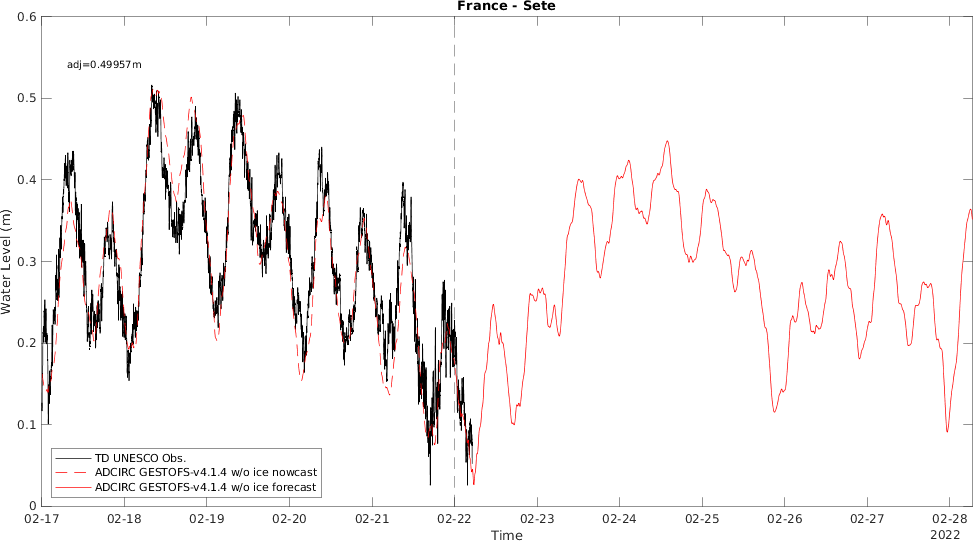 France - Sete
adj=0.49957m
Water Level (m)
0.6
0.5
0.4
0.3
0.2
0.1
0
TD UNESCO Obs.
ADCIRC GESTOFS-v4.1.4 w/o ice nowcast
ADCIRC GESTOFS-v4.1.4 w/o ice forecast
02-17 02-18 02-19 02-20 02-21 02-22 02-23 02-24 02-25 02-26 02-27 02-28
2022
Time